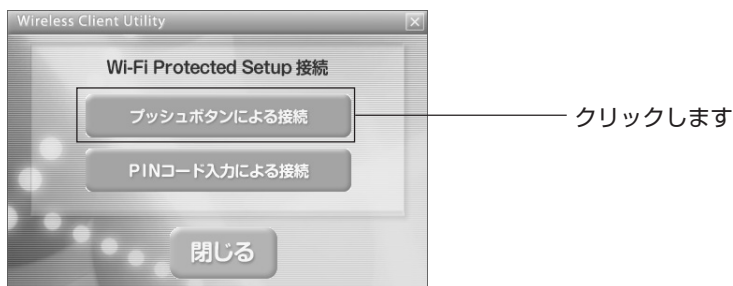 Wireless Client Utility
Wi-Fi Protected Setup 接続
プッシュボタンによる接続
クリックします
PINコード入力による接続
閉じる